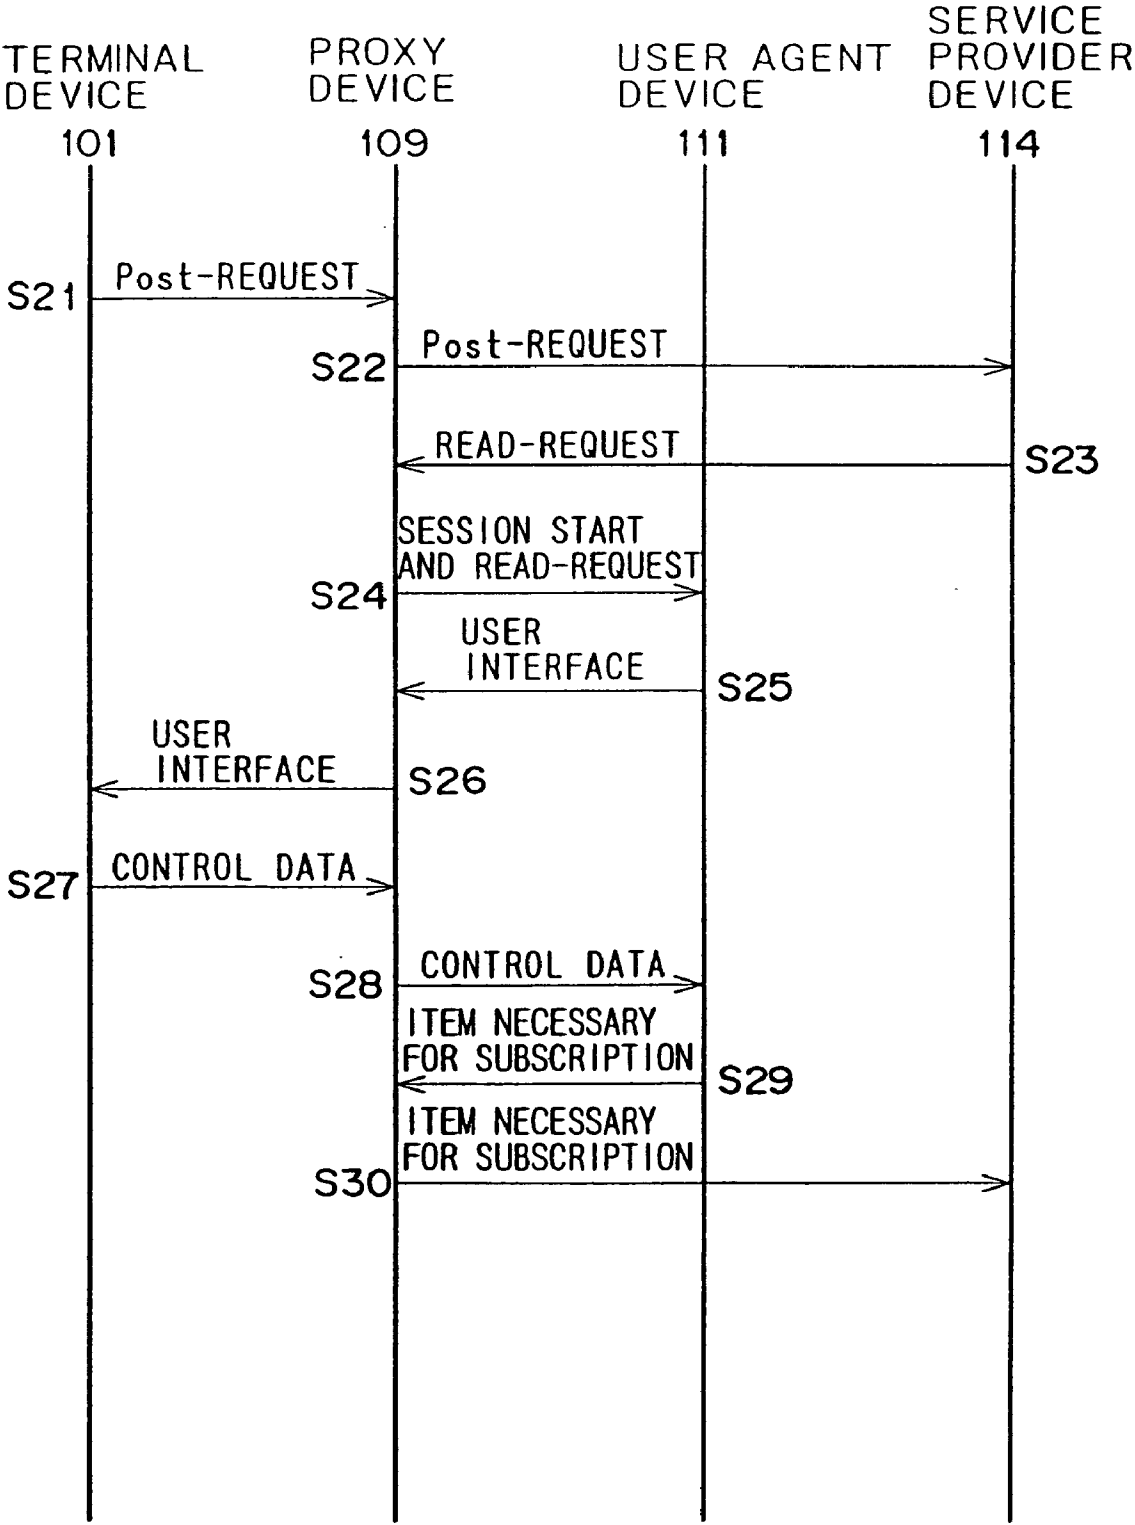 TERMINAL
DEVICE
101
PROXY
DEVICE
109
USER AGENT
DEVICE
111
SERVICE
PROVIDER
DEVICE
114
S21
Post-REQUEST
S22
Post-REQUEST
READ-REQUEST
S23
SESSION START
AND READ-REQUEST
S24
USER
INTERFACE
S25
USER
INTERFACE
S26
S27
CONTROL DATA
S28
CONTROL DATA
ITEM NECESSARY
FOR SUBSCRIPTION
S29
ITEM NECESSARY
FOR SUBSCRIPTION
S30